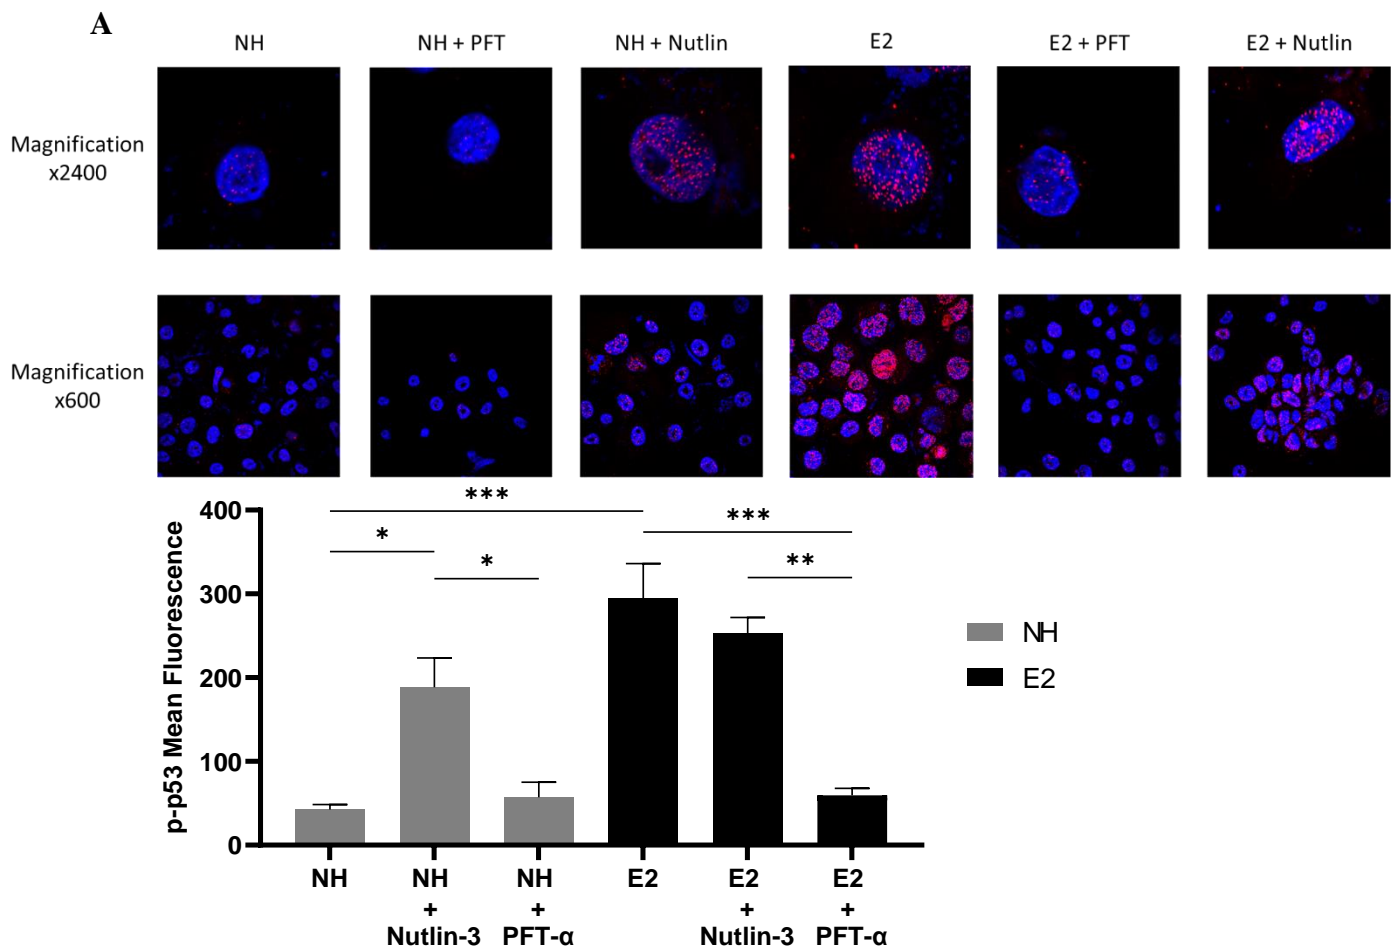 A
NH
NH + PFT
NH + Nutlin
E2
E2 + PFT
E2 + Nutlin
Magnification
x2400
Magnification
x600
p-p53 Mean Fluorescence
400
300
200
100
0
***
*
*
***
**
NH
E2
NH
+
Nutlin-3
NH
+
PFT-α
E2
E2
+
Nutlin-3
E2
+
PFT-α
NH
E2